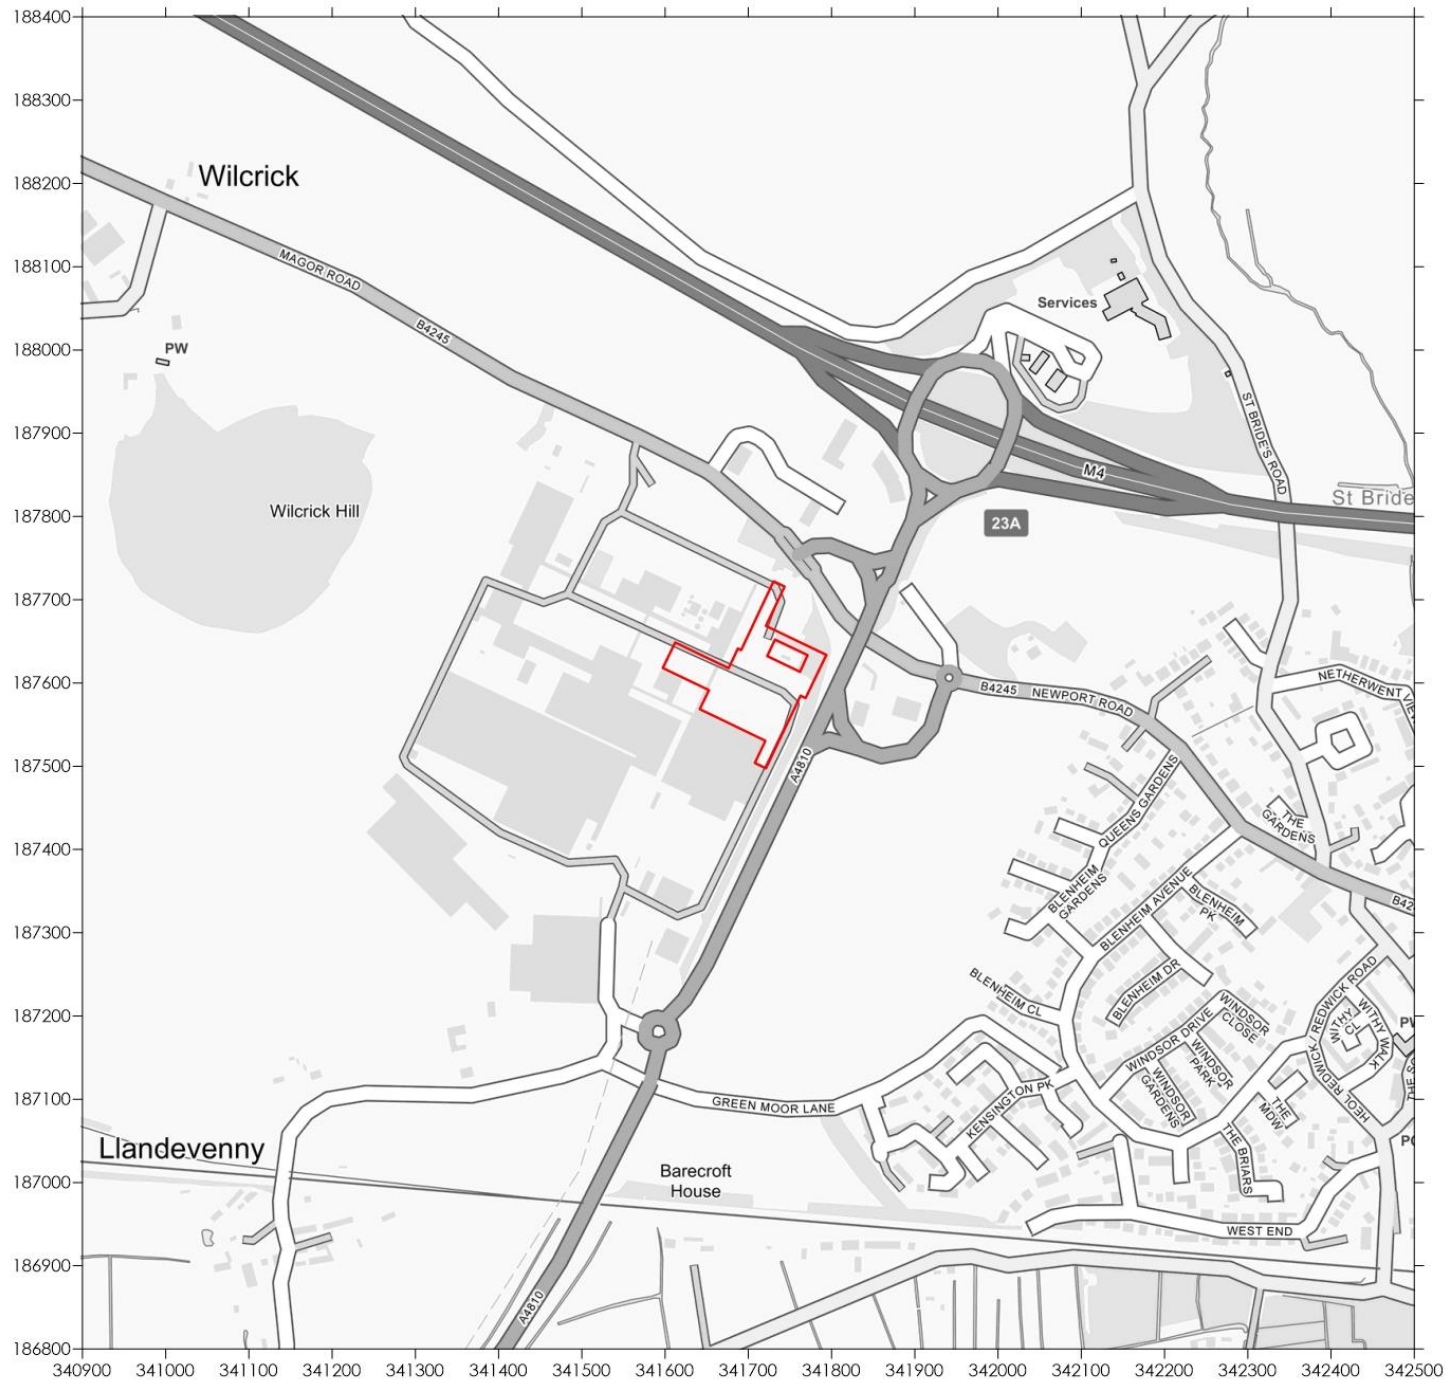 188400
188300
188200
188100
188000
187900
187800
187700
187600
187500
187400
187300
187200
187100
187000
186900
186800
340900
341000
341100
341200
341300
341400
341500
341600
341700
341800
341900
342000
342100
342200
342300
342400
342500
Wilcrick
MAGOR ROAD
B4245
PW
Wilcrick Hill
Services
ST BRIDE'S ROAD
M4
St Bride
23A
B4245 NEWPORT ROAD
NETHERWENT VIE
A4810
QUEENS GARDENS
THE
GARDENS
BLENHEIM
GARDENS
BLENHEIM AVENUE
BLENHEIM
PK
B42
BLENHEIM DR
BLENHEIM CL
WINDSOR DRIVE
WINDSOR
CLOSE
WINDSOR
PARK
WINDSOR
GARDENS
HEOL REDWICK / REDWICK ROAD
WITHY
CL
WITHY WALK
THE
MDW
THE BRIARS
KENSINGTON PK
GREEN MOOR LANE
Llandevenny
Barecroft
House
WEST END
A4810